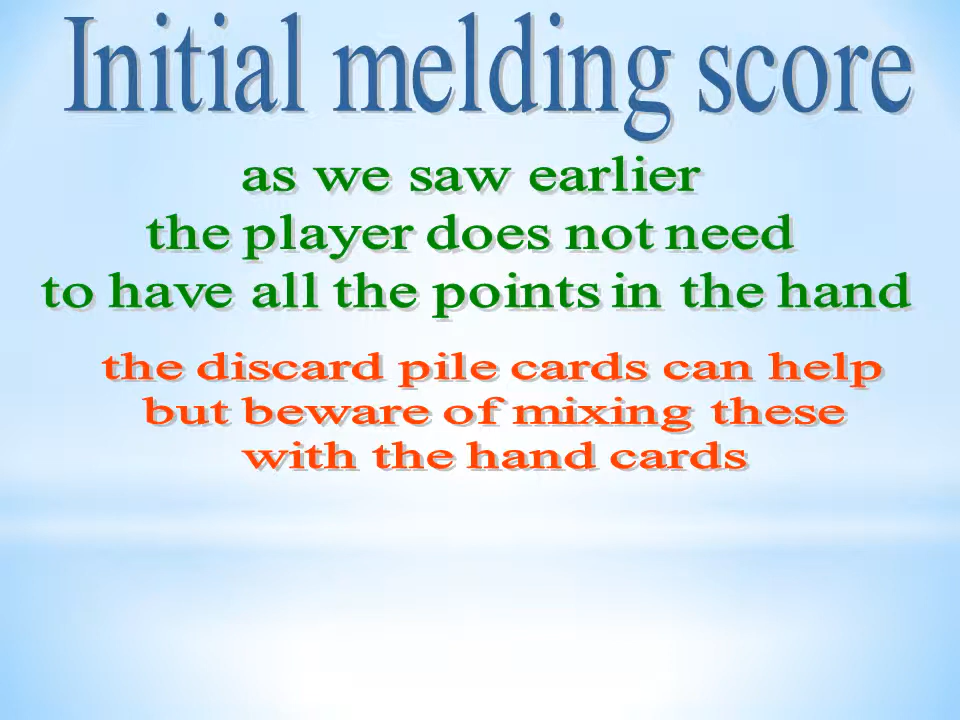 Initial melding score
as we saw earlier
the player does not need
to have all the points in the hand
the discard pile cards can help
but beware of mixing these
with the hand cards